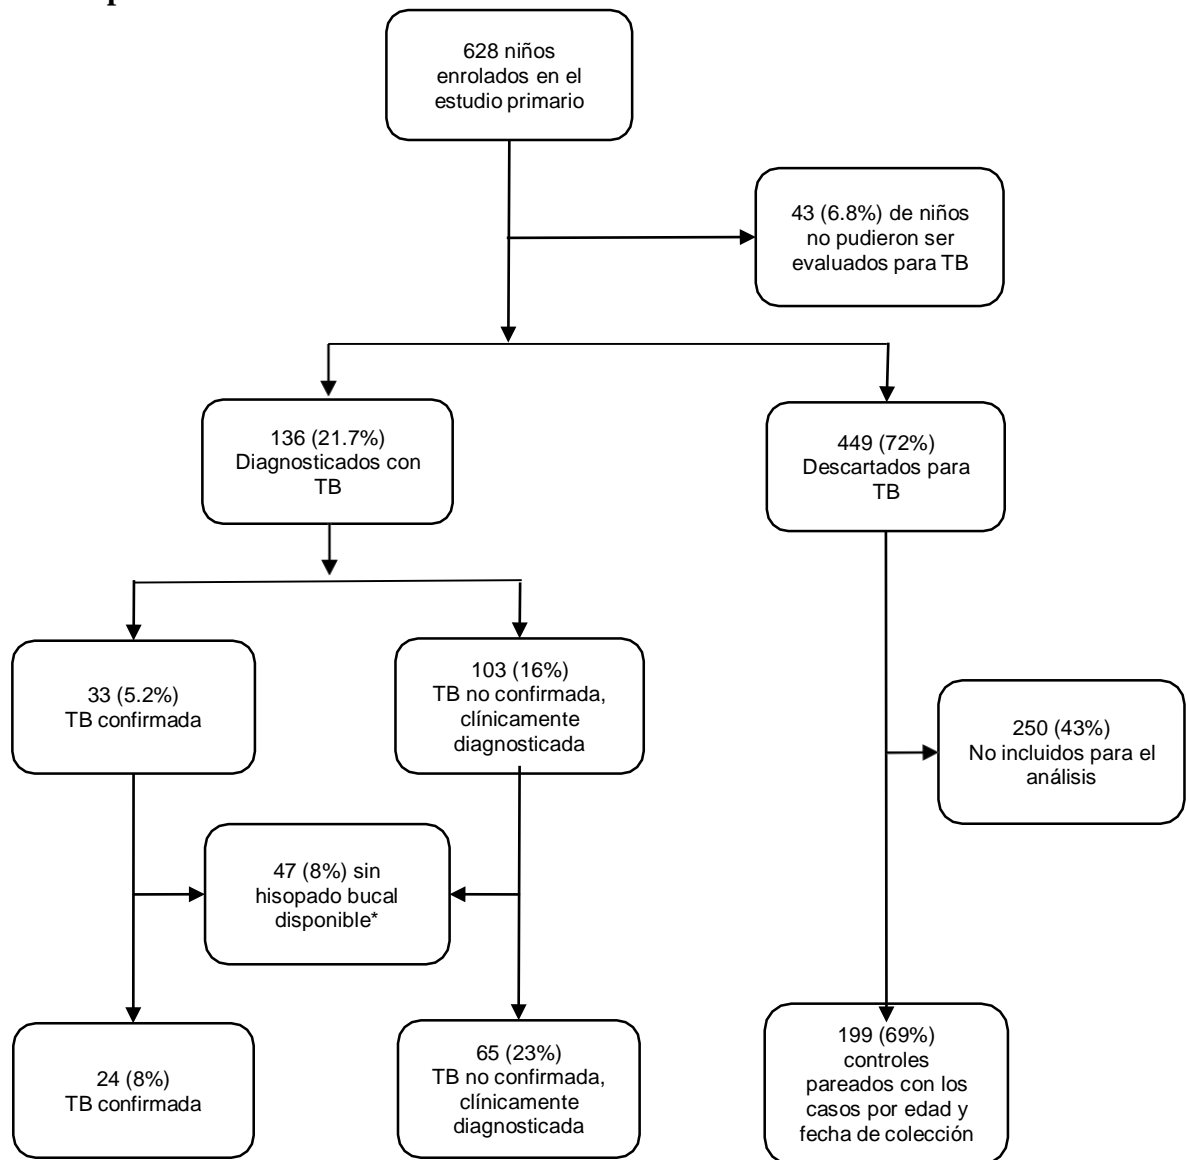 628 niños
enrolados en el
estudio primario
43 (6.8%) de niños
no pudieron ser
evaluados para TB
136 (21.7%)
Diagnosticados con
TB
449 (72%)
Descartados para
TB
33 (5.2%)
TB confirmada
103 (16%)
TB no confirmada,
clínicamente
diagnosticada
250 (43%)
No incluidos para el
análisis
47 (8%) sin
hisopado bucal
disponible*
24 (8%)
TB confirmada
65 (23%)
TB no confirmada,
clínicamente
diagnosticada
199 (69%)
controles
pareados con los
casos por edad y
fecha de colección